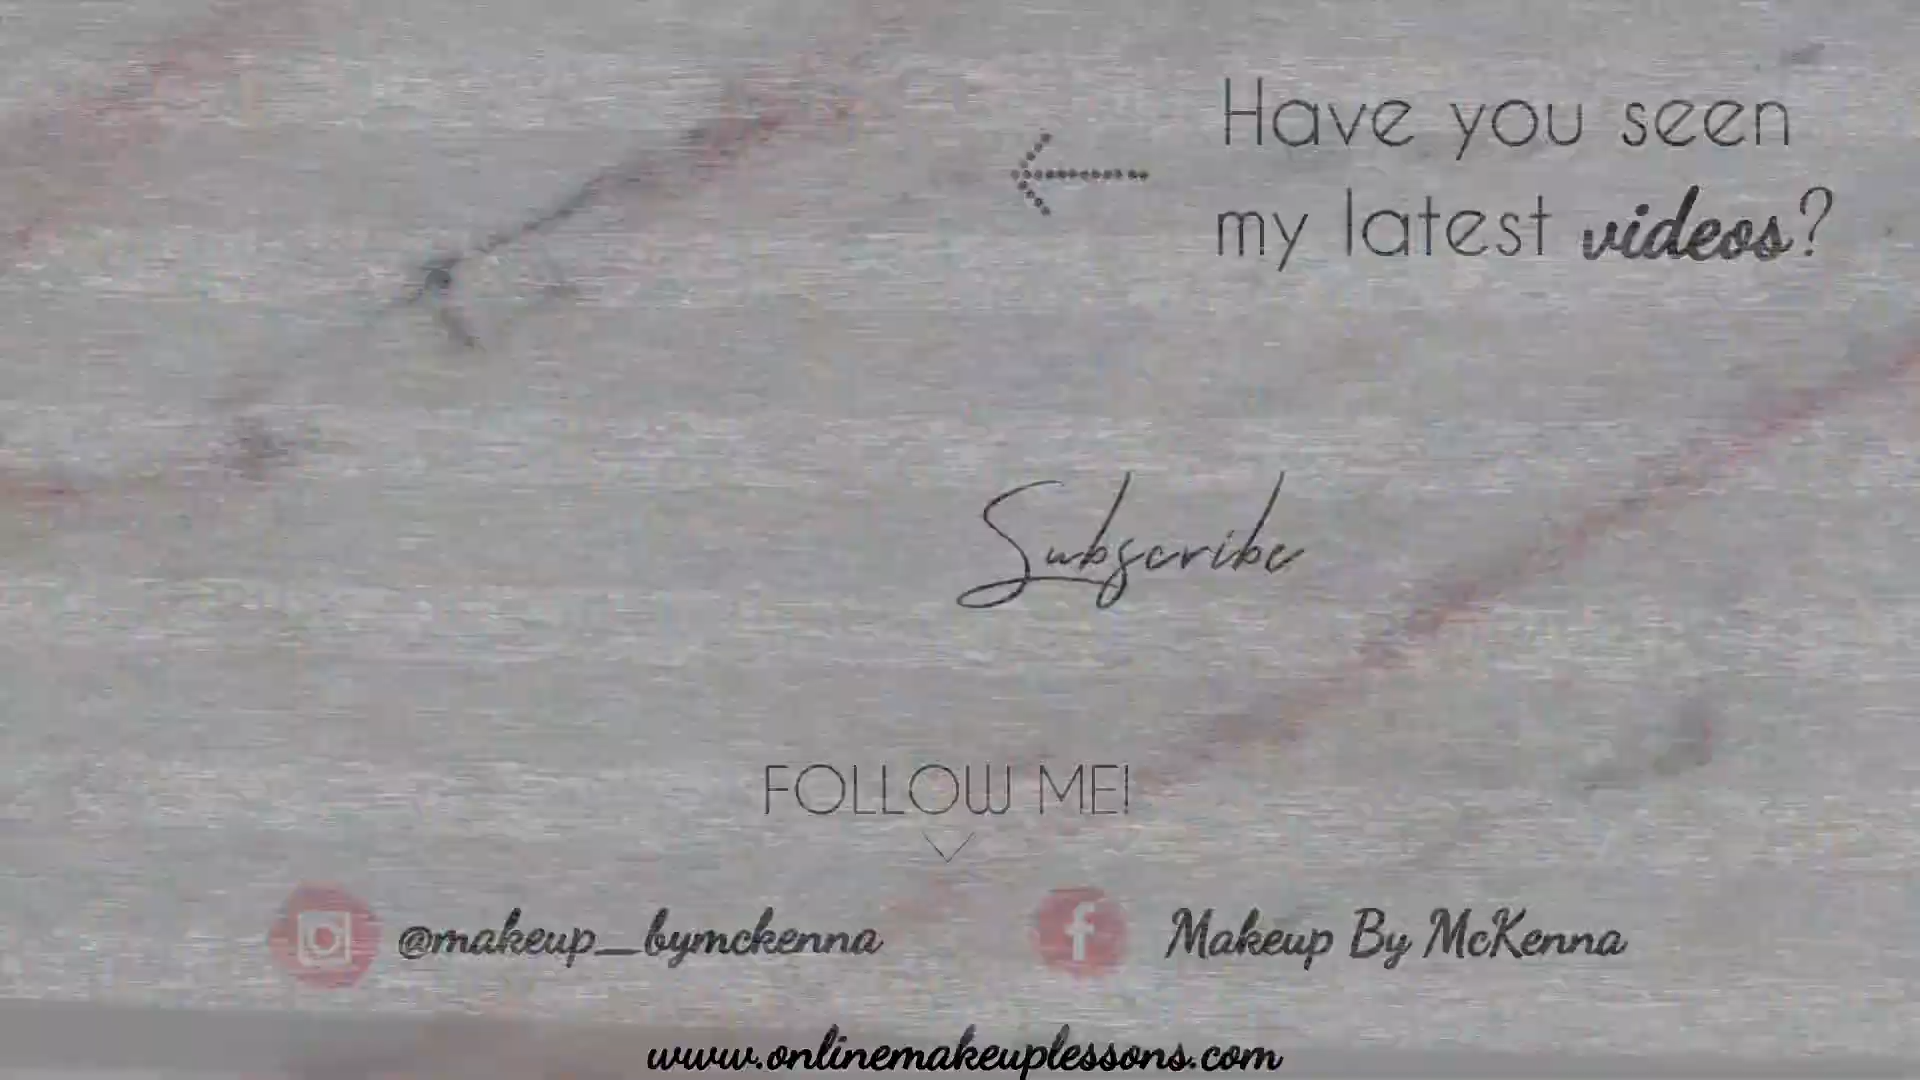 Have you seen
my latest videos?
Subscribe
FOLLOW ME!
@makeup_bymckenna
Makeup By McKenna
www.onlinemakeuplessons.com